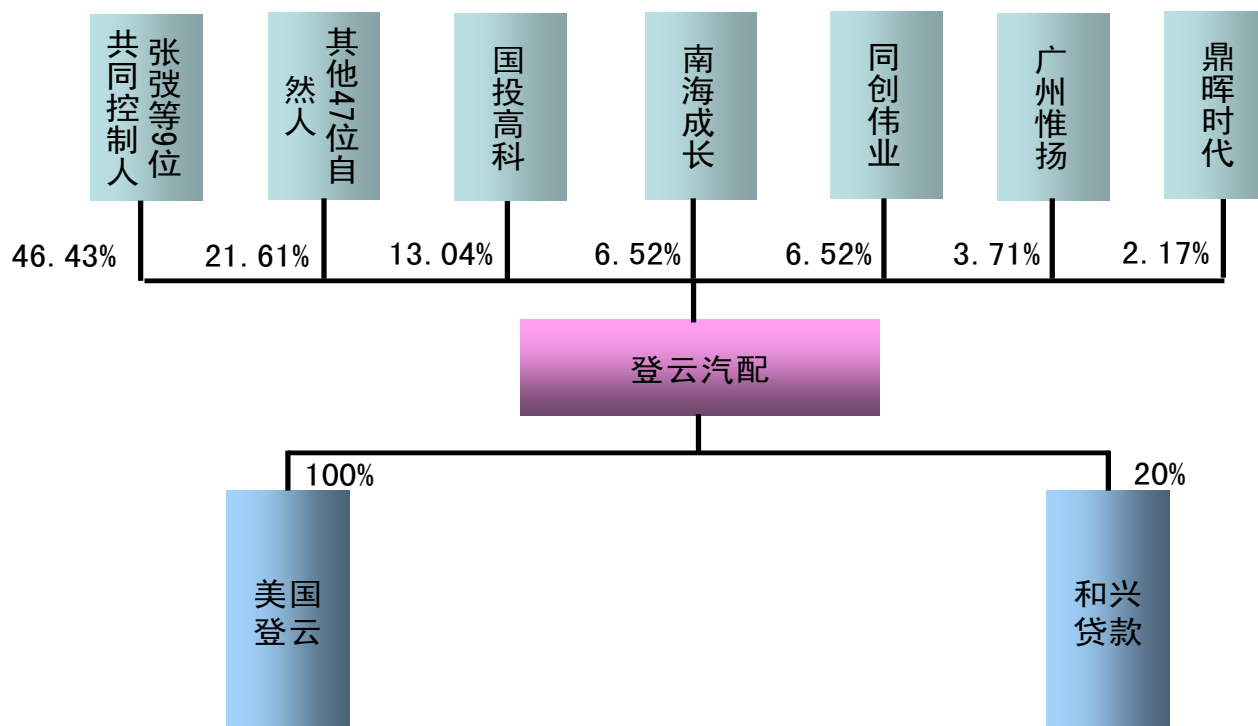 张弢等9位
共同控制人
其他47位自
然人
国投高科
南海成长
同创伟业
广州惟扬
鼎晖时代
46.43%
21.61%
13.04%
6.52%
6.52%
3.71%
2.17%
登云汽配
100%
20%
美国
登云
和兴
贷款